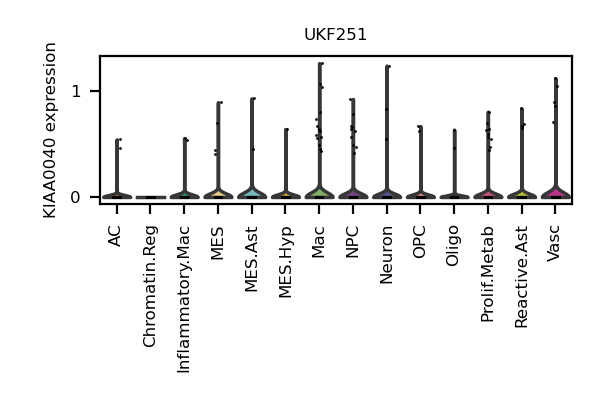 UKF251
KIAA0040 expression
1
0
AC
Chromatin.Reg
Inflammatory.Mac
MES
MES.Ast
MES.Hyp
Mac
NPC
Neuron
OPC
Oligo
Prolif.Metab
Reactive.Ast
Vasc